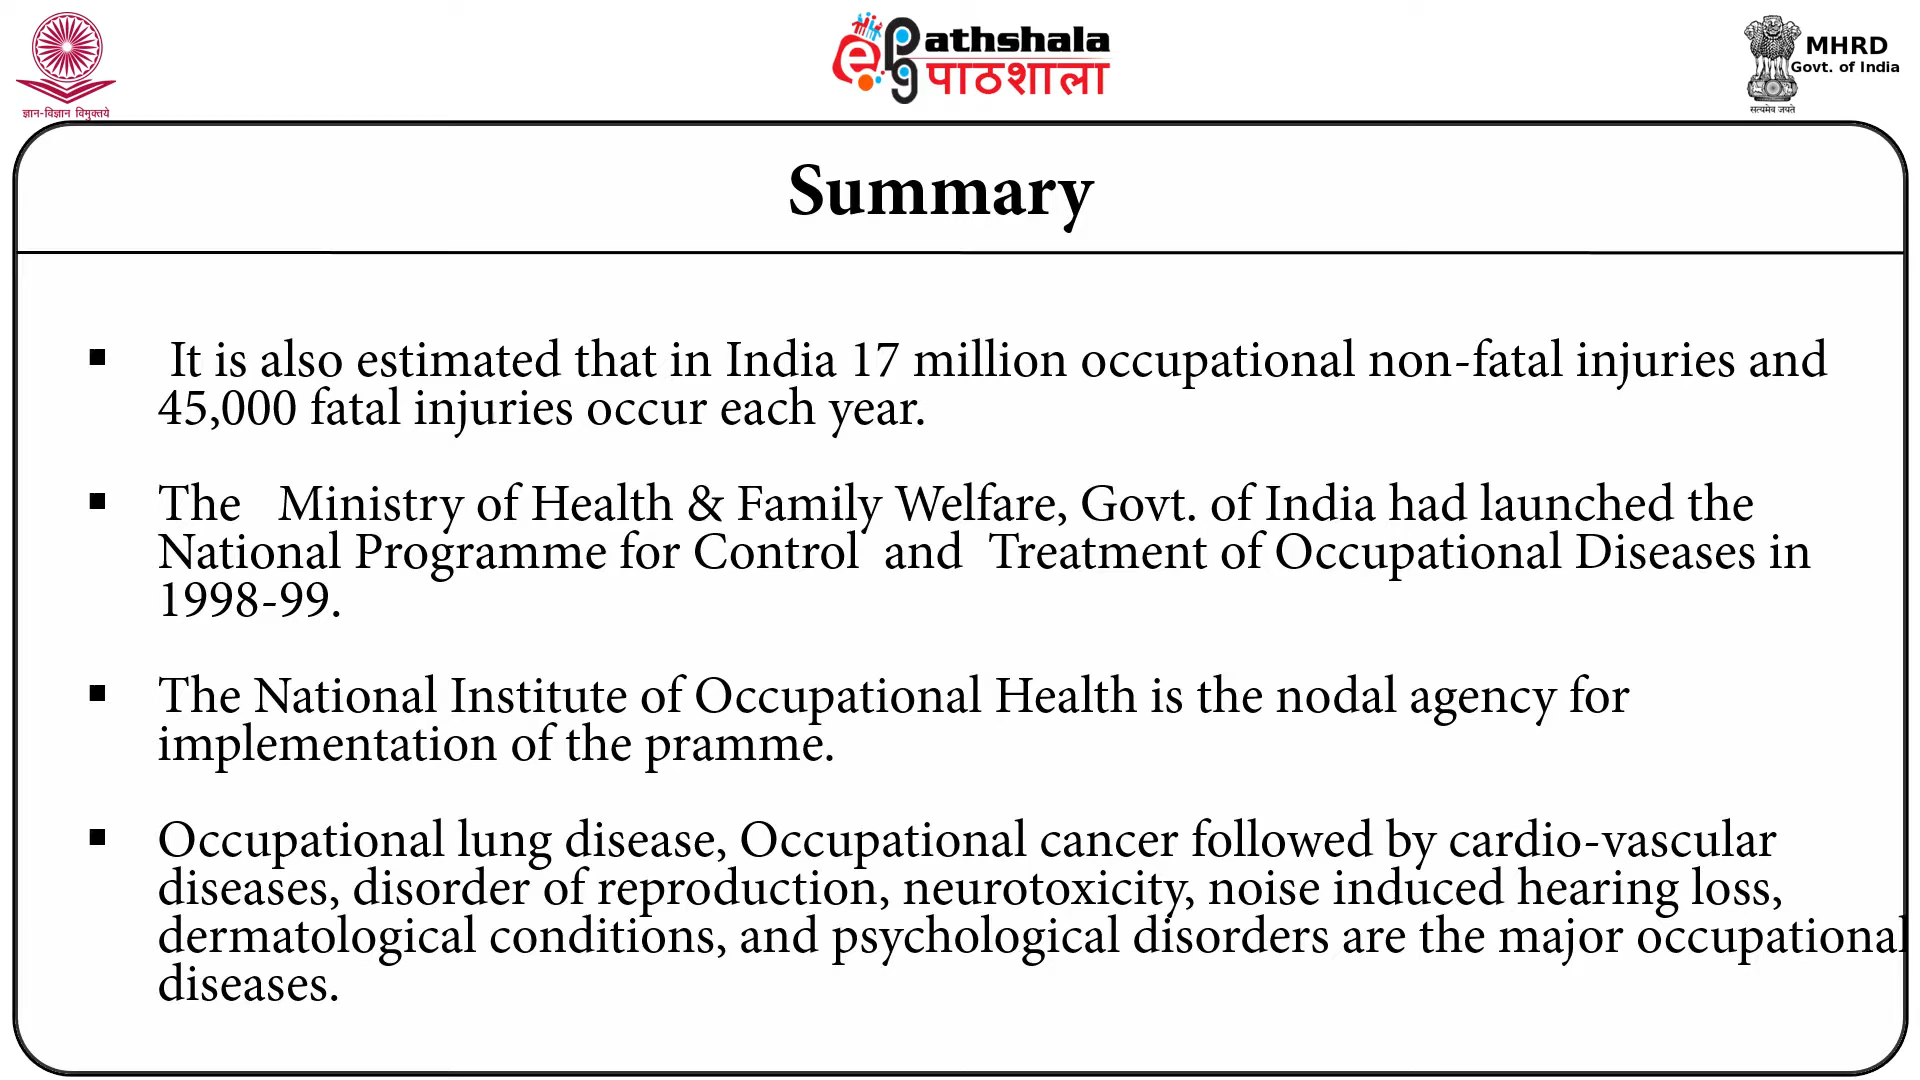 ज्ञान-विज्ञान विमुक्तये
ePg athshala
पाठशाला
MHRD
Govt. of India
सत्यमेव जयते
Summary
▪ It is also estimated that in India 17 million occupational non-fatal injuries and
45,000 fatal injuries occur each year.
▪ The Ministry of Health & Family Welfare, Govt. of India had launched the
National Programme for Control and Treatment of Occupational Diseases in
1998-99.
▪ The National Institute of Occupational Health is the nodal agency for
implementation of the pramme.
▪ Occupational lung disease, Occupational cancer followed by cardio-vascular
diseases, disorder of reproduction, neurotoxicity, noise induced hearing loss,
dermatological conditions, and psychological disorders are the major occupational
diseases.